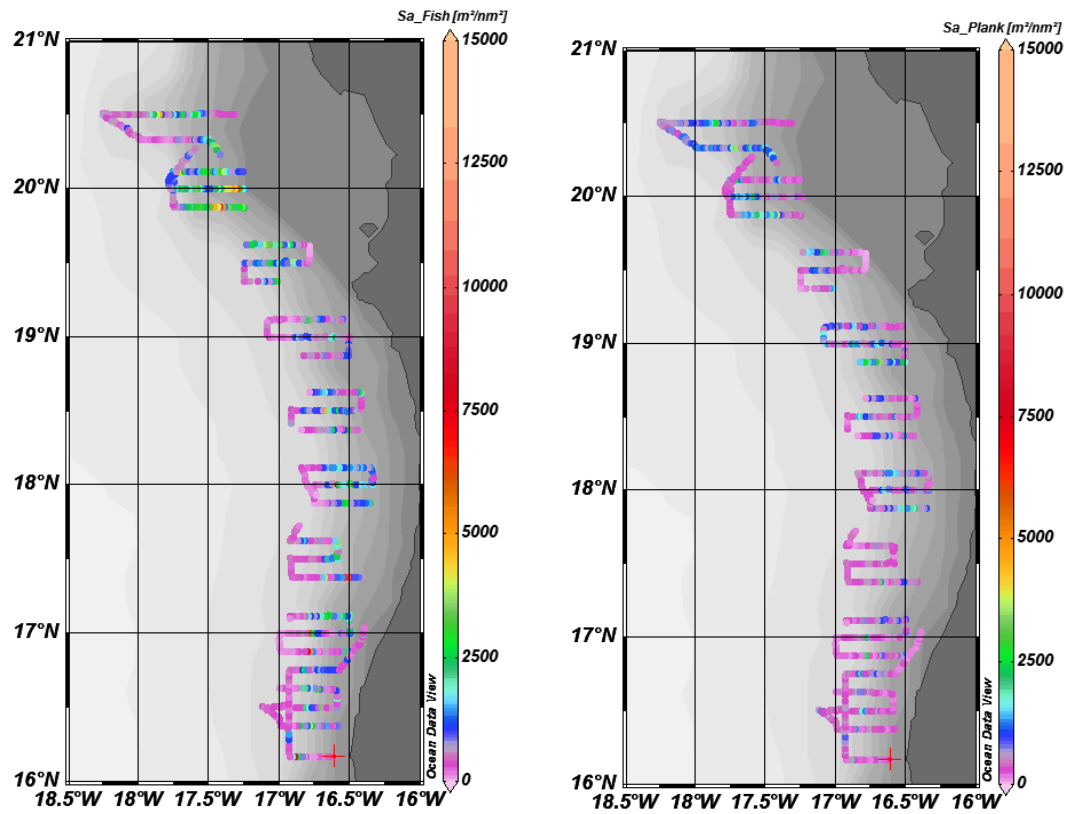 Sa_Fish [m²/nm²]
21°N
20°N
19°N
18°N
17°N
16°N
18.5°W
18°W
17.5°W
17°W
16.5°W
16°W
15000
12500
10000
7500
5000
2500
0
Ocean Data View
Sa_Plank [m²/nm²]
21°N
20°N
19°N
18°N
17°N
16°N
18.5°W
18°W
17.5°W
17°W
16.5°W
16°W
15000
12500
10000
7500
5000
2500
0
Ocean Data View